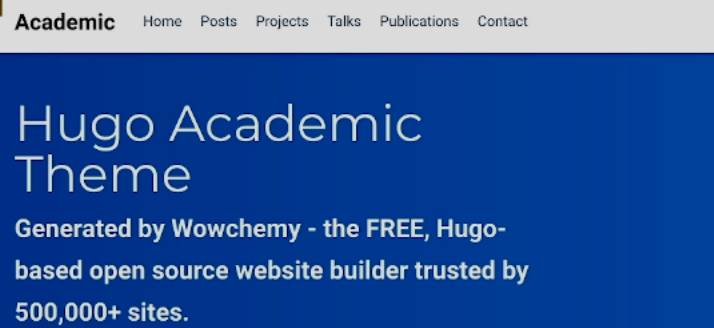 Academic Home Posts Projects Talks Publications Contact
Hugo Academic
Theme
Generated by Wowchemy - the FREE, Hugo-
based open source website builder trusted by
500,000+ sites.